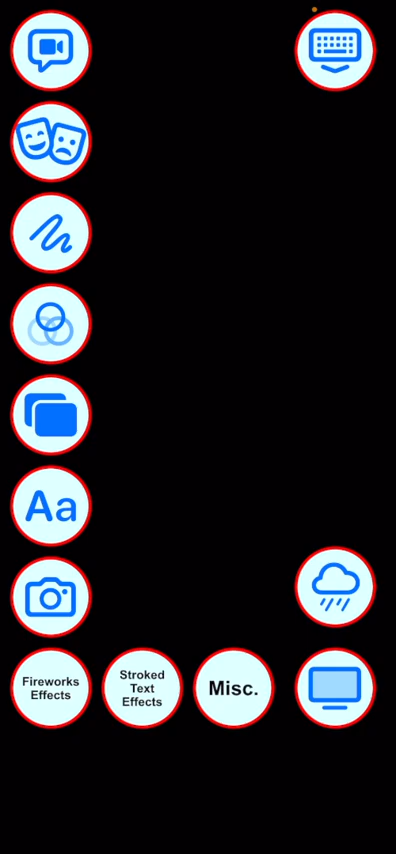 Aa
Fireworks
Effects
Stroked
Text
Effects
Misc.